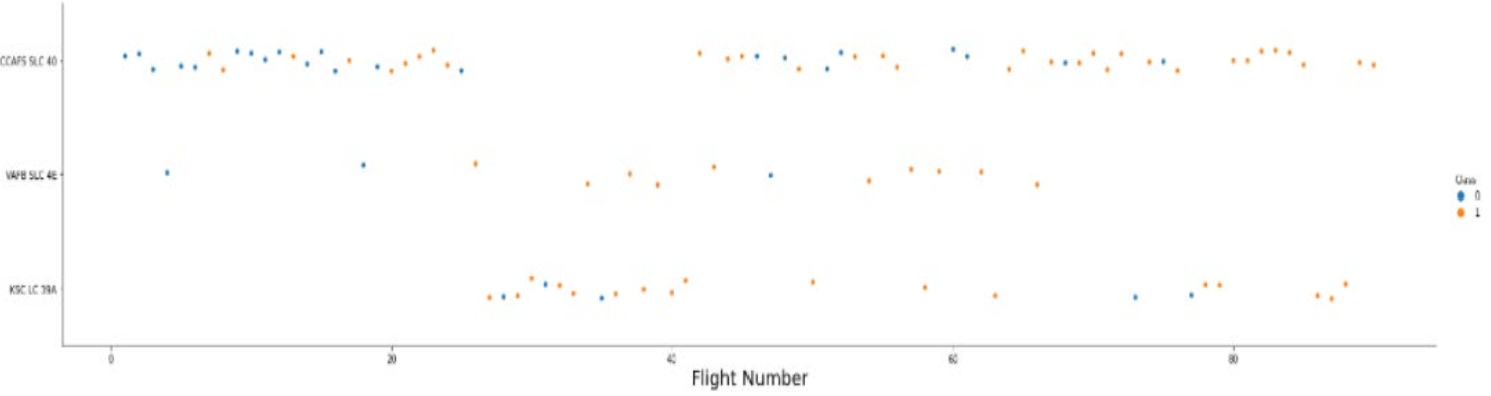 CCAFS SLC 40
VAFB SLC 4E
KSC LC 39A
0 20 40 60 80
Flight Number
Class
0
1